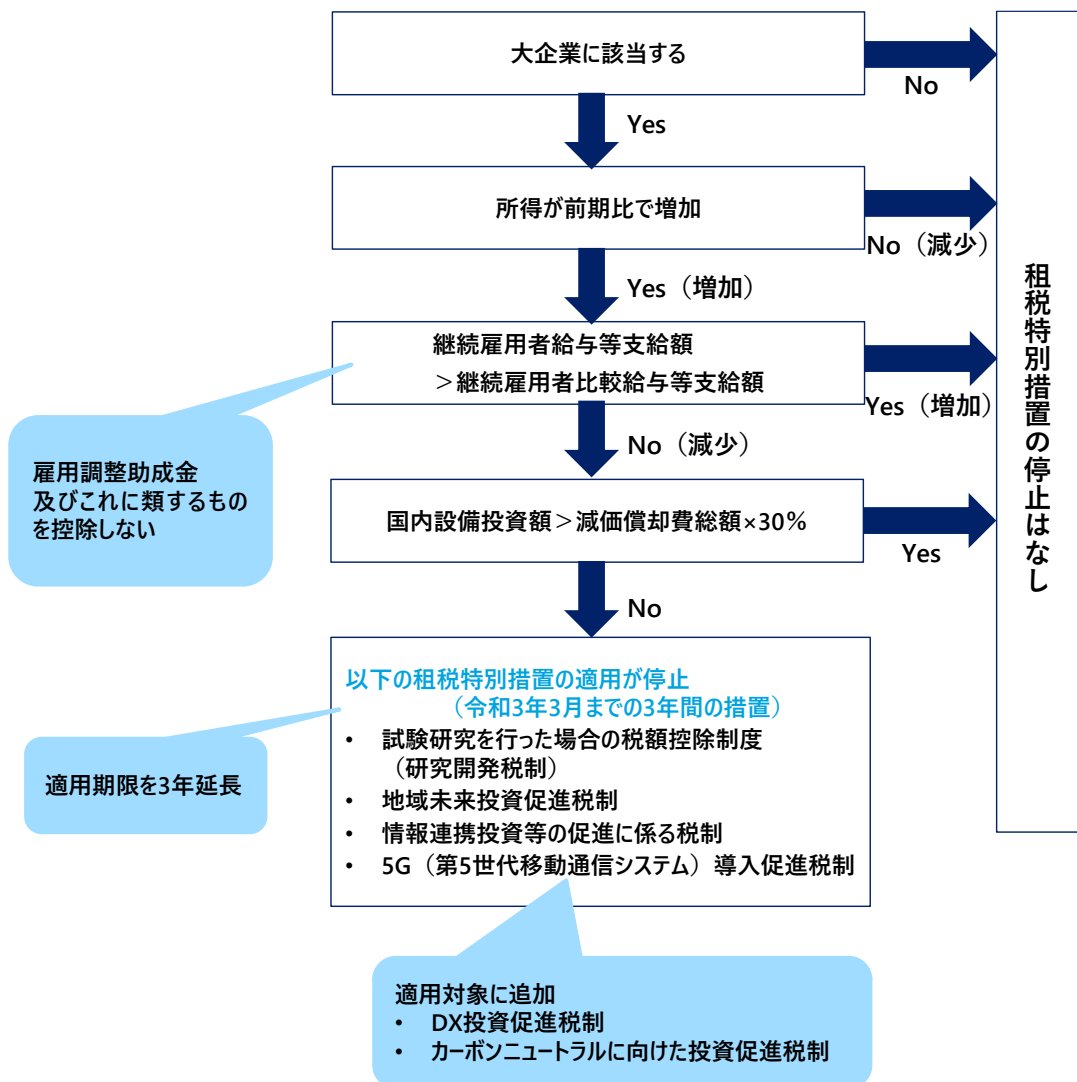 大企業に該当する
No
Yes
所得が前期比で増加
No（減少）
Yes（増加）
継続雇用者給与等支給額
＞継続雇用者比較給与等支給額
Yes（増加）
No（減少）
雇用調整助成金
及びこれに類するもの
を控除しない
国内設備投資額＞減価償却費総額×30％
Yes
No
租税特別措置の停止はなし
以下の租税特別措置の適用が停止
（令和3年3月までの3年間の措置）
• 試験研究を行った場合の税額控除制度
（研究開発税制）
• 地域未来投資促進税制
• 情報連携投資等の促進に係る税制
• 5G（第5世代移動通信システム）導入促進税制
適用期限を3年延長
適用対象に追加
• DX投資促進税制
• カーボンニュートラルに向けた投資促進税制